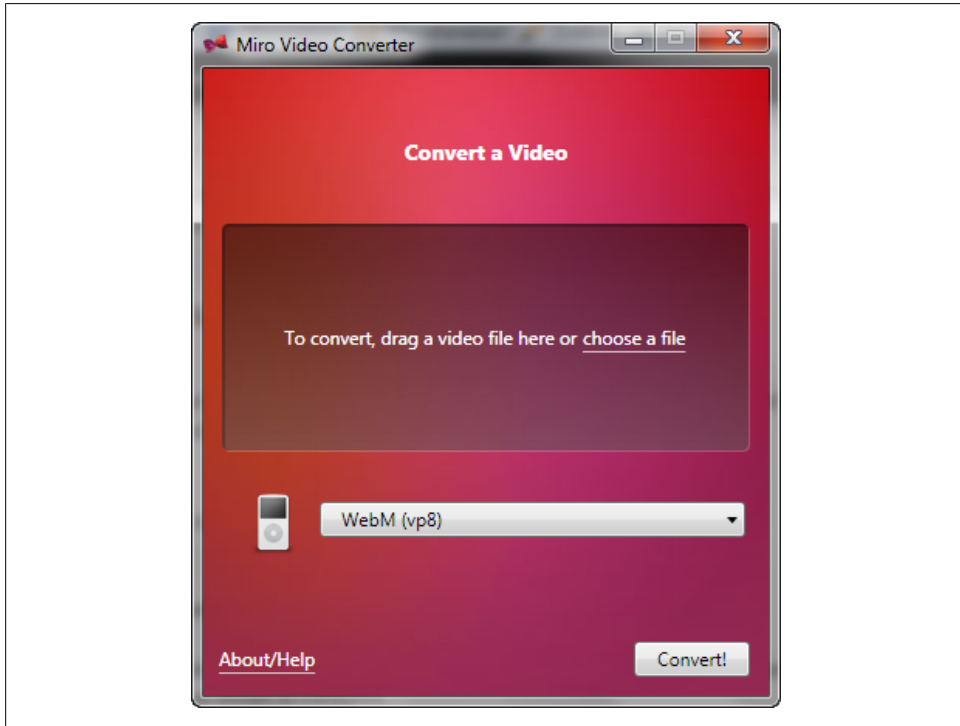 Miro Video Converter
Convert a Video
To convert, drag a video file here or choose a file
WebM (vp8)
About/Help
Convert!